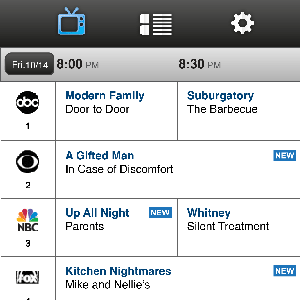 Fri.10/14 8:00 PM 8:30 PM
abc Modern Family Suburgatory
Door to Door The Barbecue
1
A Gifted Man NEW
In Case of Discomfort
2
Up All Night NEW Whitney
NBC Parents Silent Treatment
3
Kitchen Nightmares NEW
FOX Mike and Nellie's